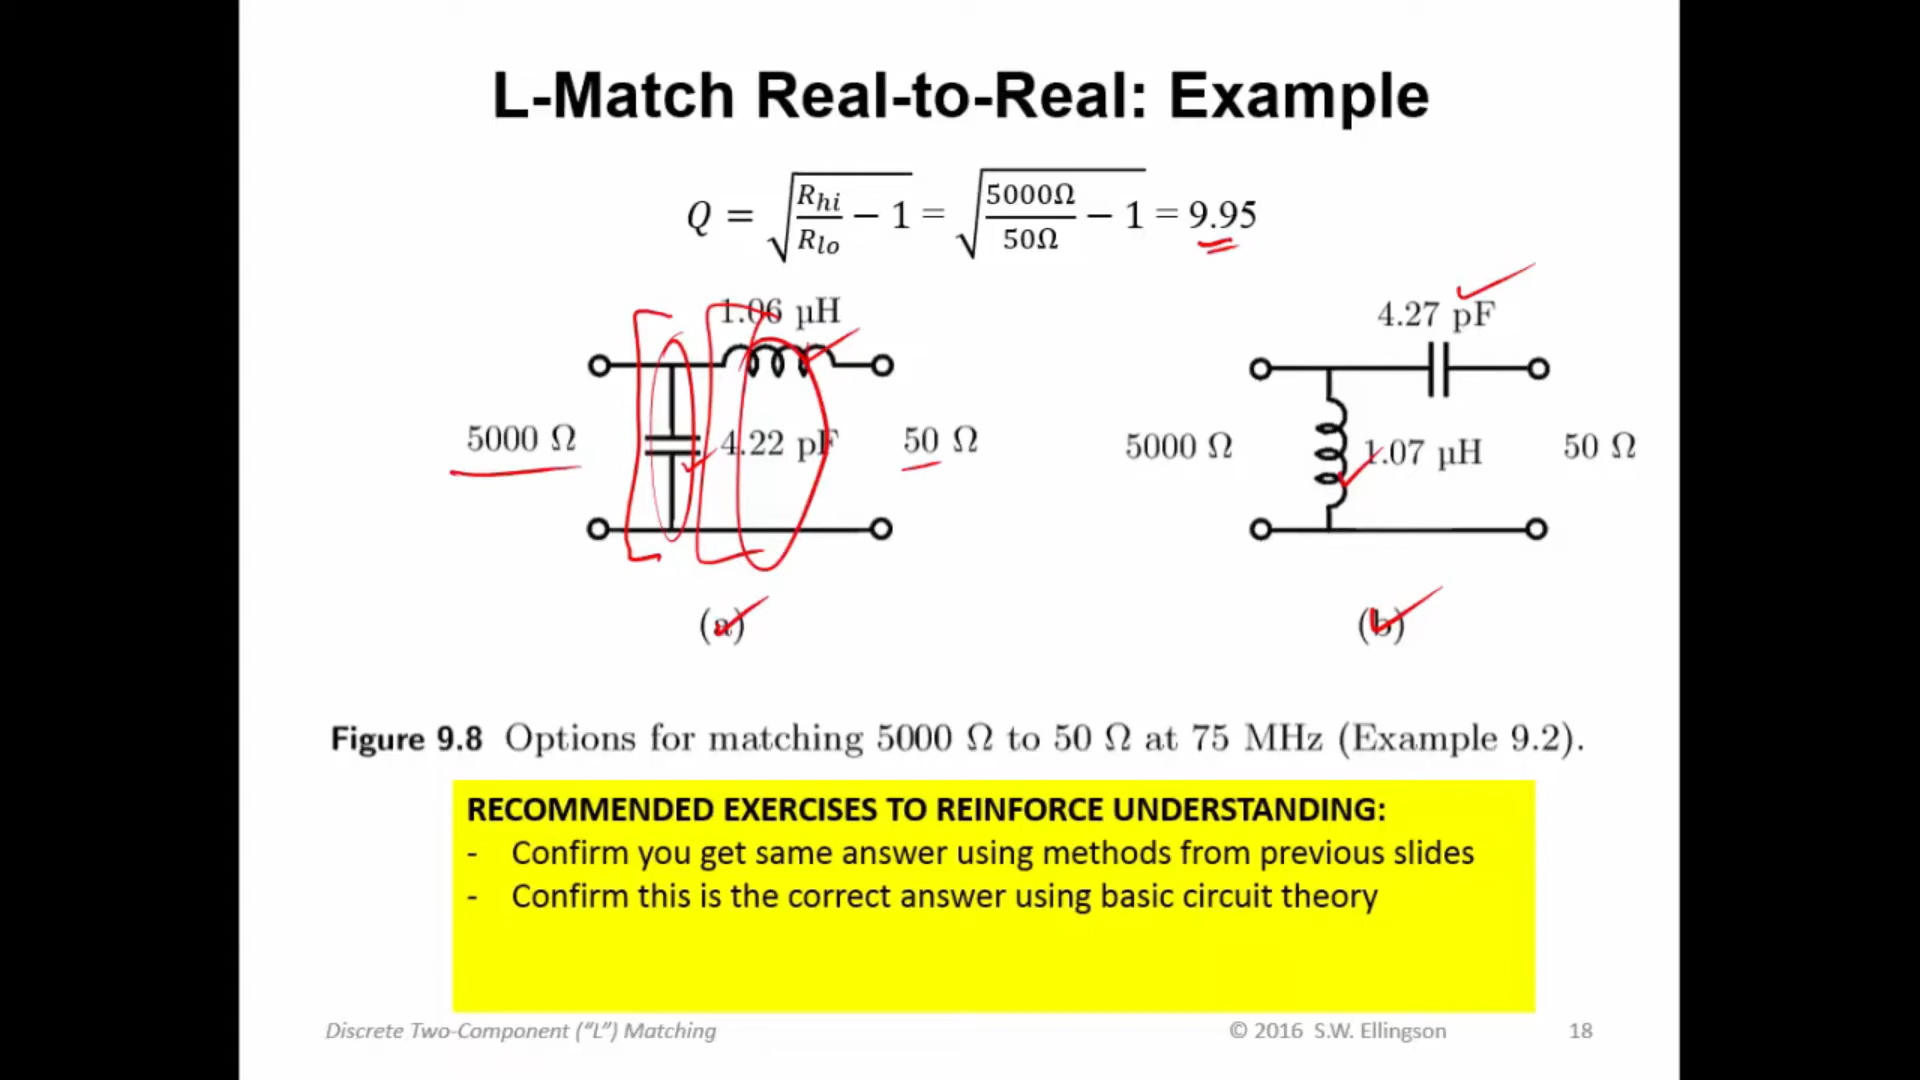 L-Match Real-to-Real: Example
Q = √(R_hi/R_lo − 1) = √(5000Ω/50Ω − 1) = 9.95
1.06 µH
5000 Ω
4.22 pF
50 Ω
(a)
4.27 pF
5000 Ω
1.07 µH
50 Ω
(b)
Figure 9.8 Options for matching 5000 Ω to 50 Ω at 75 MHz (Example 9.2).
RECOMMENDED EXERCISES TO REINFORCE UNDERSTANDING:
- Confirm you get same answer using methods from previous slides
- Confirm this is the correct answer using basic circuit theory
Discrete Two-Component (“L”) Matching © 2016 S.W. Ellingson 18